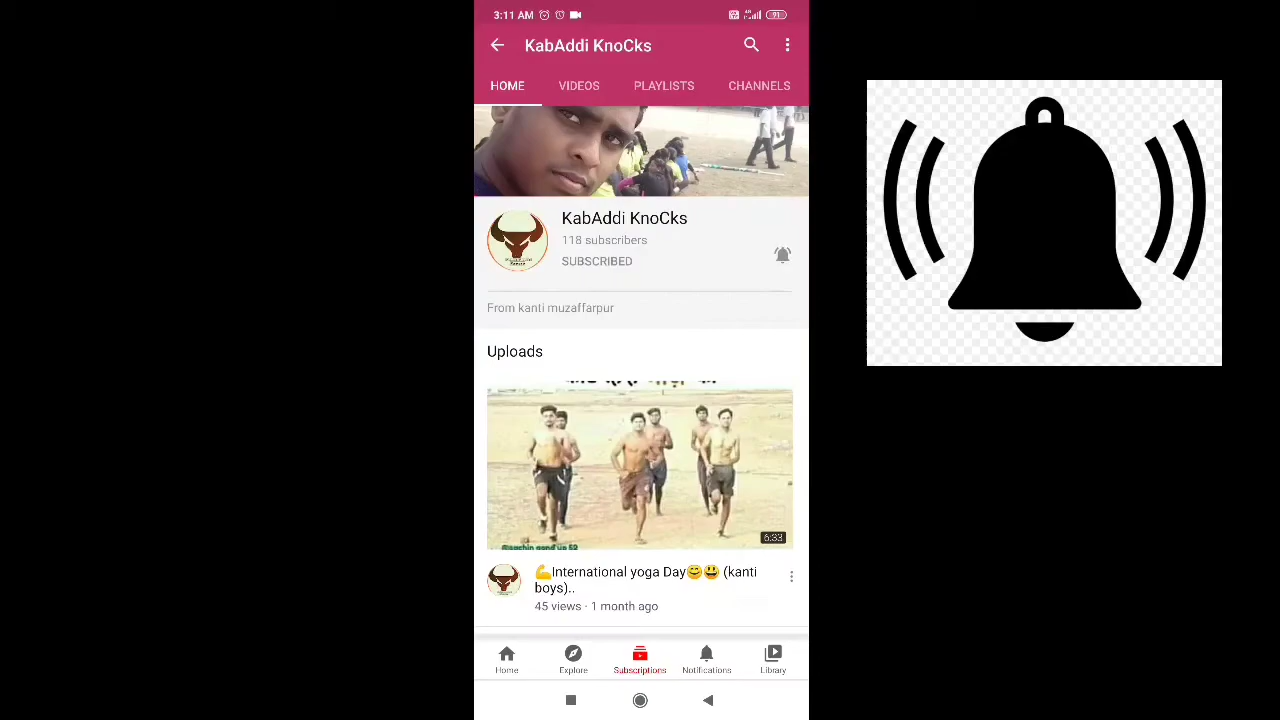 3:11 AM
91
KabAddi KnoCks
HOME VIDEOS PLAYLISTS CHANNELS
KabAddi KnoCks
118 subscribers
SUBSCRIBED
From kanti muzaffarpur
Uploads
6:33
💪International yoga Day😊😃 (kanti
boys)..
45 views · 1 month ago
Home Explore Subscriptions Notifications Library